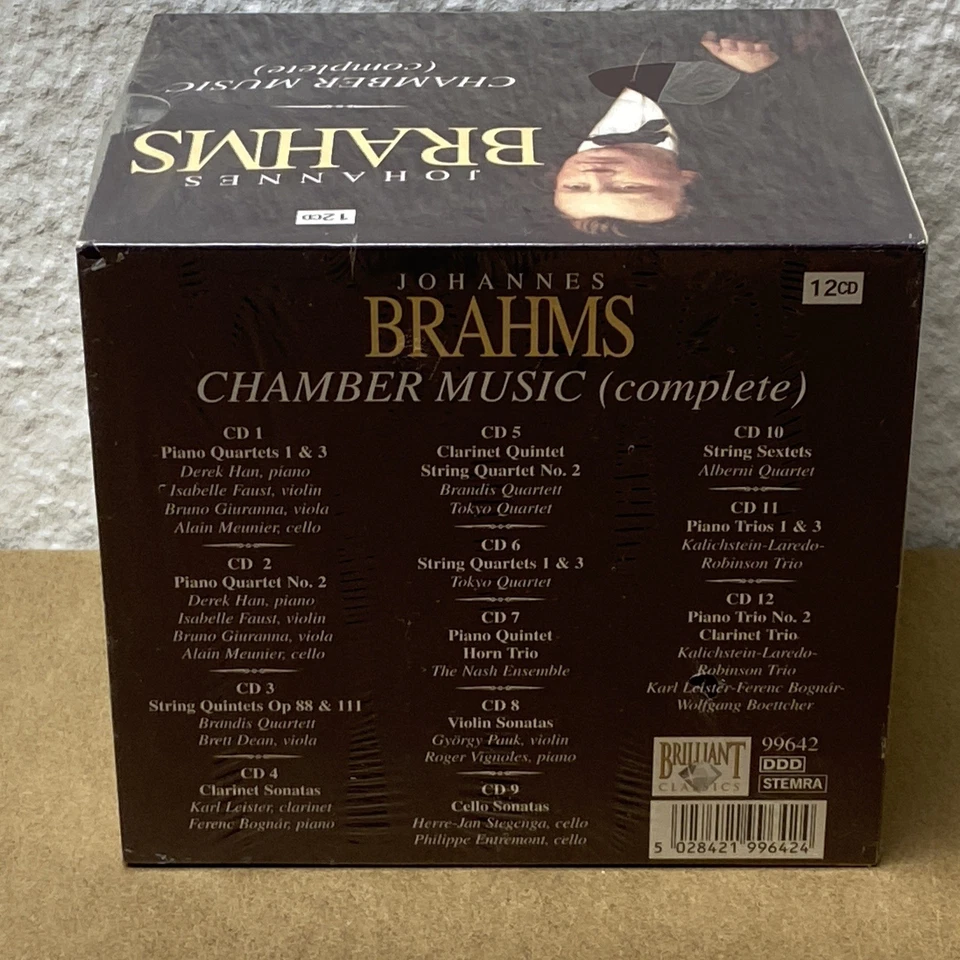 CHAMBER MUSIC
(complete)
JOHANNES
BRAHMS
12CD
JOHANNES
BRAHMS
12CD
CHAMBER MUSIC (complete)
CD 1
Piano Quartets 1 & 3
Derek Han, piano
Isabelle Faust, violin
Bruno Giuranna, viola
Alain Meunier, cello
CD 2
Piano Quartet No. 2
Derek Han, piano
Isabelle Faust, violin
Bruno Giuranna, viola
Alain Meunier, cello
CD 3
String Quintets Op 88 & 111
Brandis Quartett
Brett Dean, viola
CD 4
Clarinet Sonatas
Karl Leister, clarinet
Ferenc Bognár, piano
CD 5
Clarinet Quintet
String Quartet No. 2
Brandis Quartett
Tokyo Quartet
CD 6
String Quartets 1 & 3
Tokyo Quartet
CD 7
Piano Quintet
Horn Trio
The Nash Ensemble
CD 8
Violin Sonatas
György Pauk, violin
Roger Vignoles, piano
CD 9
Cello Sonatas
Herre-Jan Stegenga, cello
Philippe Entremont, cello
CD 10
String Sextets
Alberni Quartet
CD 11
Piano Trios 1 & 3
Kalichstein-Laredo-
Robinson Trio
CD 12
Piano Trio No. 2
Clarinet Trio
Kalichstein-Laredo-
Robinson Trio
Karl Leister-Ferenc Bognár-
Wolfgang Boettcher
BRILLIANT
CLASSICS
99642
DDD
STEMRA
5 028421 996424